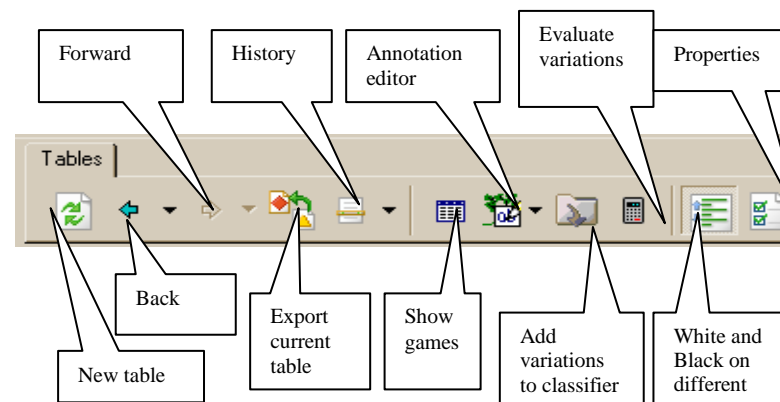 Forward
History
Annotation
editor
Evaluate
variations
Properties
Tables
Back
New table
Export
current
table
Show
games
Add
variations
to classifier
White and
Black on
different